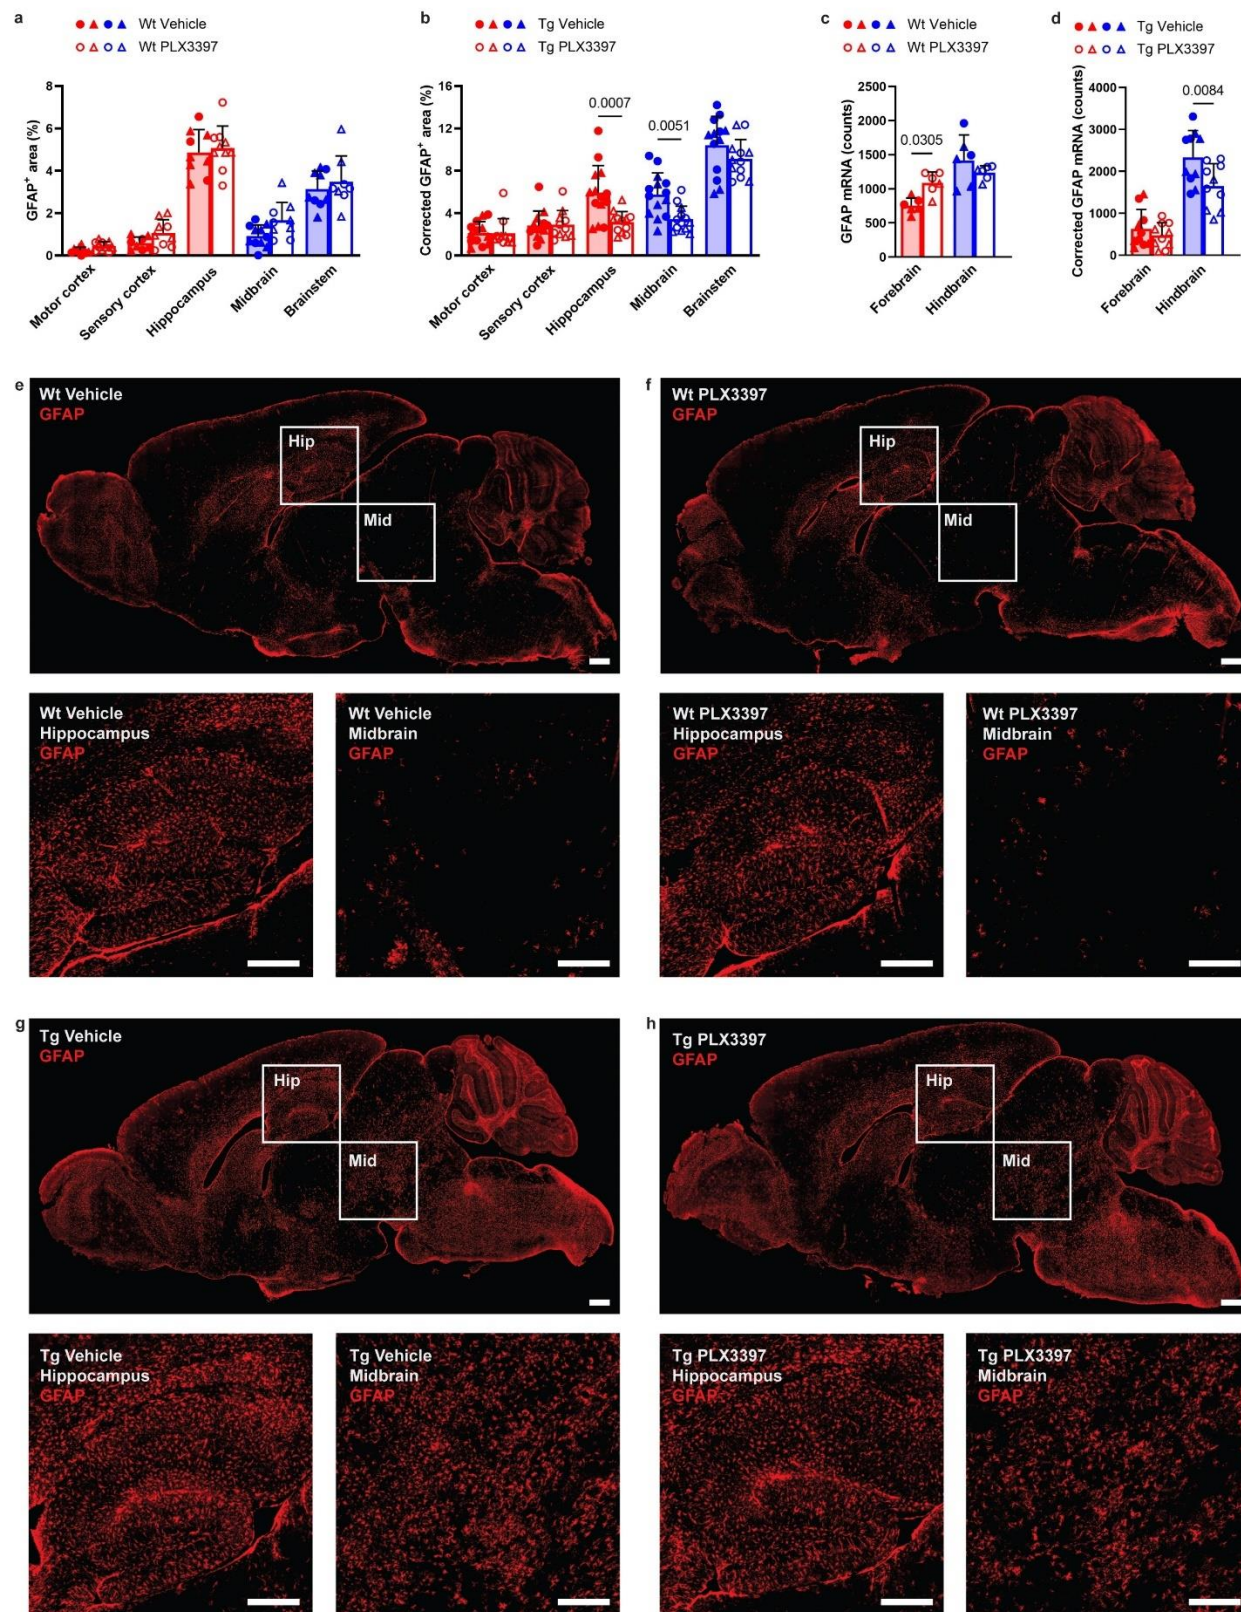 a
Wt Vehicle
Wt PLX3397
GFAP⁺ area (%)
8
6
4
2
0
Motor cortex
Sensory cortex
Hippocampus
Midbrain
Brainstem
b
Tg Vehicle
Tg PLX3397
Corrected GFAP⁺ area (%)
16
12
8
4
0
0.0007
0.0051
Motor cortex
Sensory cortex
Hippocampus
Midbrain
Brainstem
c
Wt Vehicle
Wt PLX3397
GFAP mRNA (counts)
2500
2000
1500
1000
500
0
0.0305
Forebrain
Hindbrain
d
Tg Vehicle
Tg PLX3397
Corrected GFAP mRNA (counts)
4000
3000
2000
1000
0
0.0084
Forebrain
Hindbrain
e
Wt Vehicle
GFAP
Hip
Mid
Wt Vehicle
Hippocampus
GFAP
Wt Vehicle
Midbrain
GFAP
f
Wt PLX3397
GFAP
Hip
Mid
Wt PLX3397
Hippocampus
GFAP
Wt PLX3397
Midbrain
GFAP
g
Tg Vehicle
GFAP
Hip
Mid
Tg Vehicle
Hippocampus
GFAP
Tg Vehicle
Midbrain
GFAP
h
Tg PLX3397
GFAP
Hip
Mid
Tg PLX3397
Hippocampus
GFAP
Tg PLX3397
Midbrain
GFAP